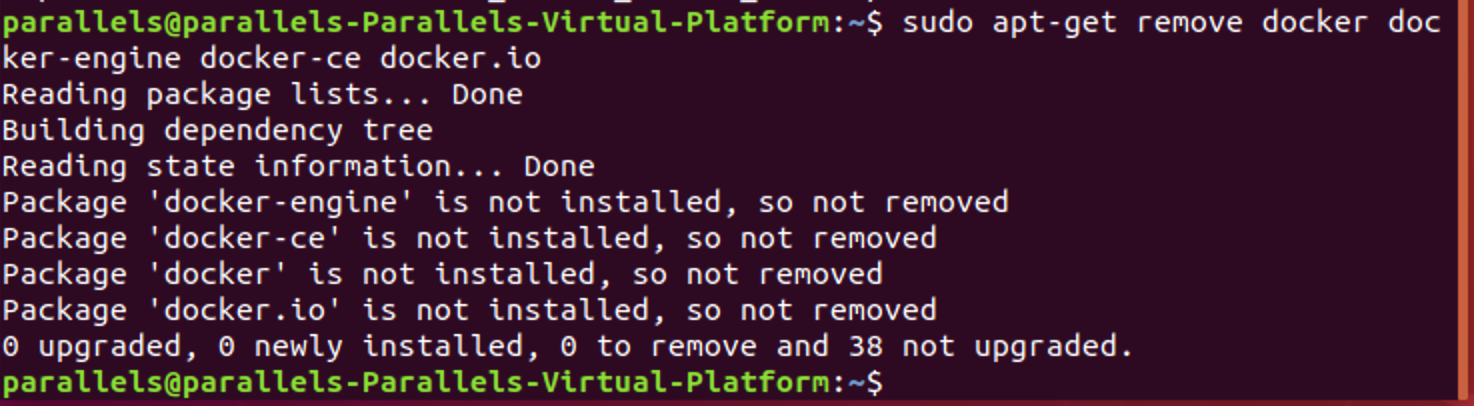 parallels@parallels-Parallels-Virtual-Platform:~$ sudo apt-get remove docker doc
ker-engine docker-ce docker.io
Reading package lists... Done
Building dependency tree
Reading state information... Done
Package 'docker-engine' is not installed, so not removed
Package 'docker-ce' is not installed, so not removed
Package 'docker' is not installed, so not removed
Package 'docker.io' is not installed, so not removed
0 upgraded, 0 newly installed, 0 to remove and 38 not upgraded.
parallels@parallels-Parallels-Virtual-Platform:~$